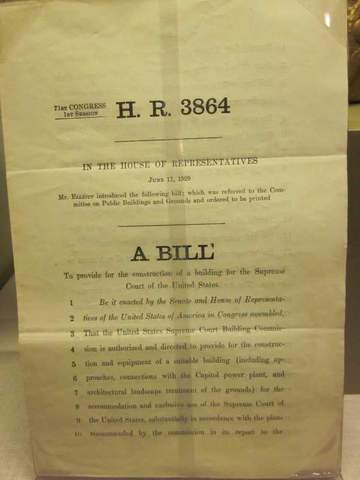 71st CONGRESS
1st Session
H. R. 3864
IN THE HOUSE OF REPRESENTATIVES
June 13, 1929
Mr. Elliott introduced the following bill; which was referred to the Com-
mittee on Public Buildings and Grounds and ordered to be printed
A BILL
To provide for the construction of a building for the Supreme
Court of the United States.
1 Be it enacted by the Senate and House of Representa-
2 tives of the United States of America in Congress assembled,
3 That the United States Supreme Court Building Commis-
4 sion is authorized and directed to provide for the construc-
5 tion and equipment of a suitable building (including ap-
6 proaches, connections with the Capitol power plant, and
7 architectural landscape treatment of the grounds) for the
8 accommodation and exclusive use of the Supreme Court of
9 the United States, substantially in accordance with the plans
10 recommended by the commission in its report to the